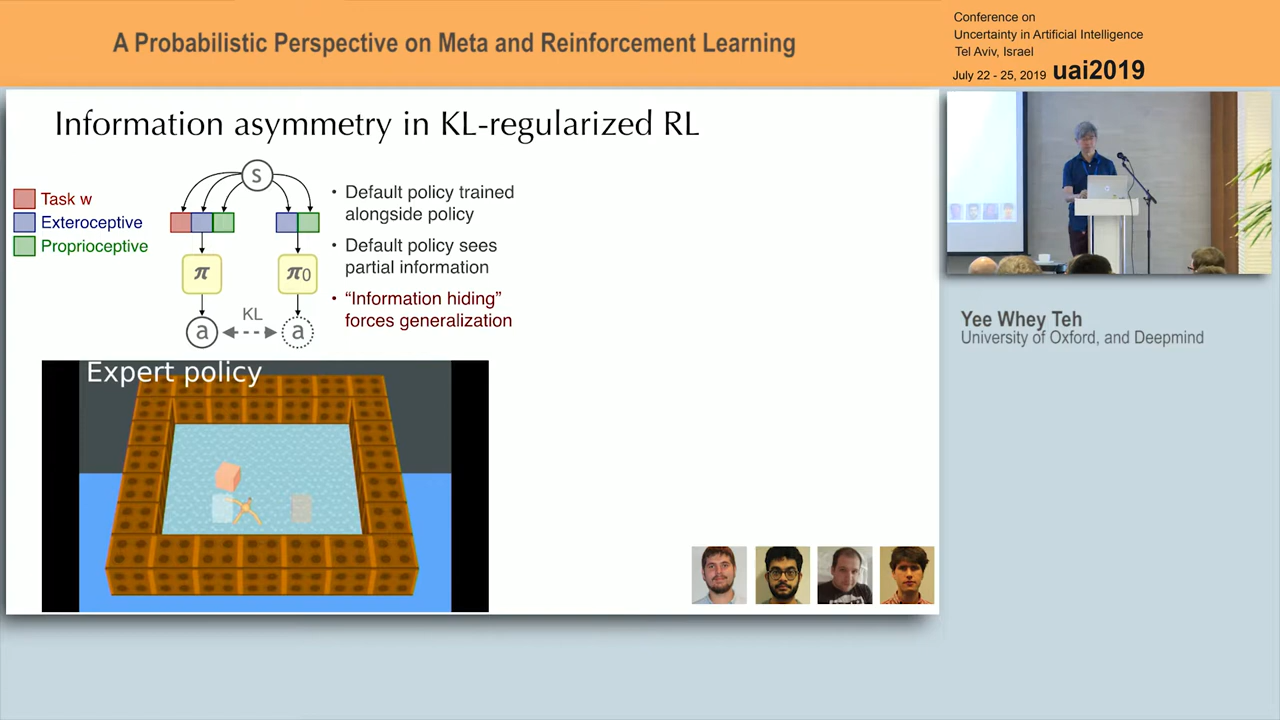 A Probabilistic Perspective on Meta and Reinforcement Learning
Conference on
Uncertainty in Artificial Intelligence
Tel Aviv, Israel
July 22 - 25, 2019 uai2019
Information asymmetry in KL-regularized RL
s
Task w
Exteroceptive
Proprioceptive
π
π0
KL
a
a
• Default policy trained
alongside policy
• Default policy sees
partial information
• “Information hiding”
forces generalization
Expert policy
Yee Whey Teh
University of Oxford, and Deepmind